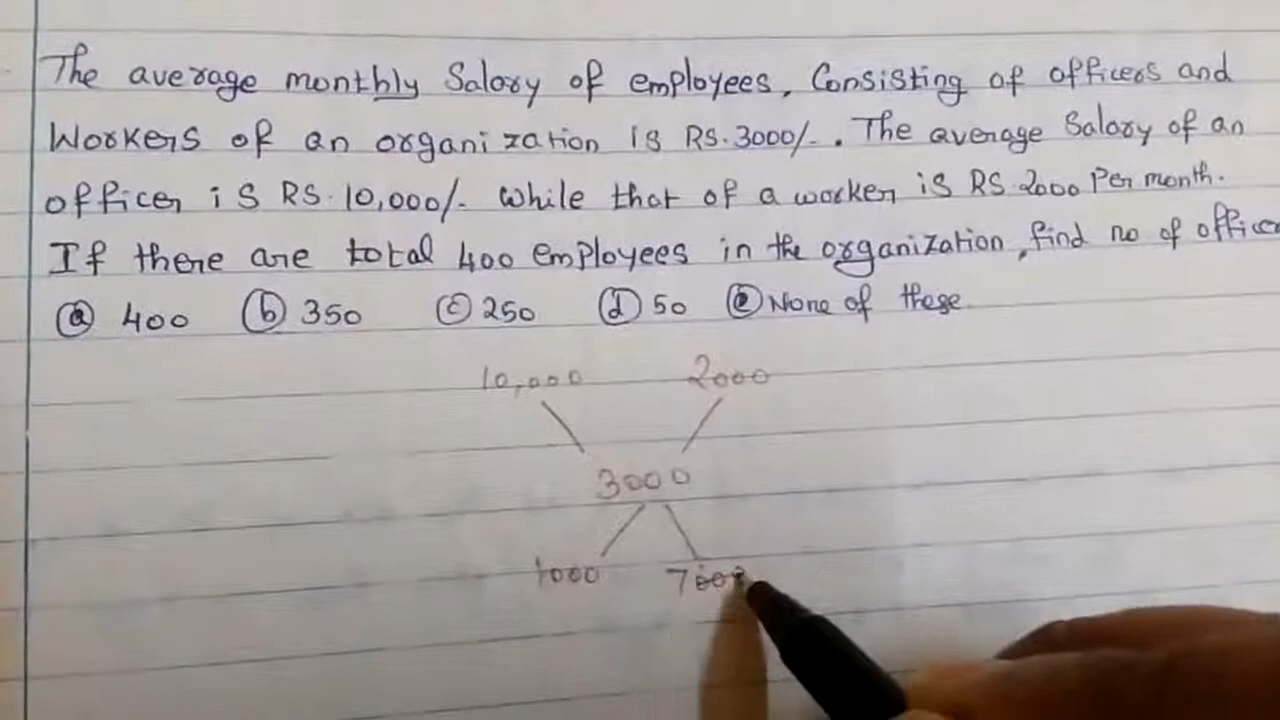 The average monthly Salary of employees, Consisting of officers and
Workers of an organization is RS.3000/-. The average Salary of an
officer is RS.10,000/- while that of a worker is RS 2000 Per month.
If there are total 400 employees in the organization, find no of officer
(a) 400 (b) 350 (c) 250 (d) 50 (e) None of these
10,000 2000
3000
1000 7000